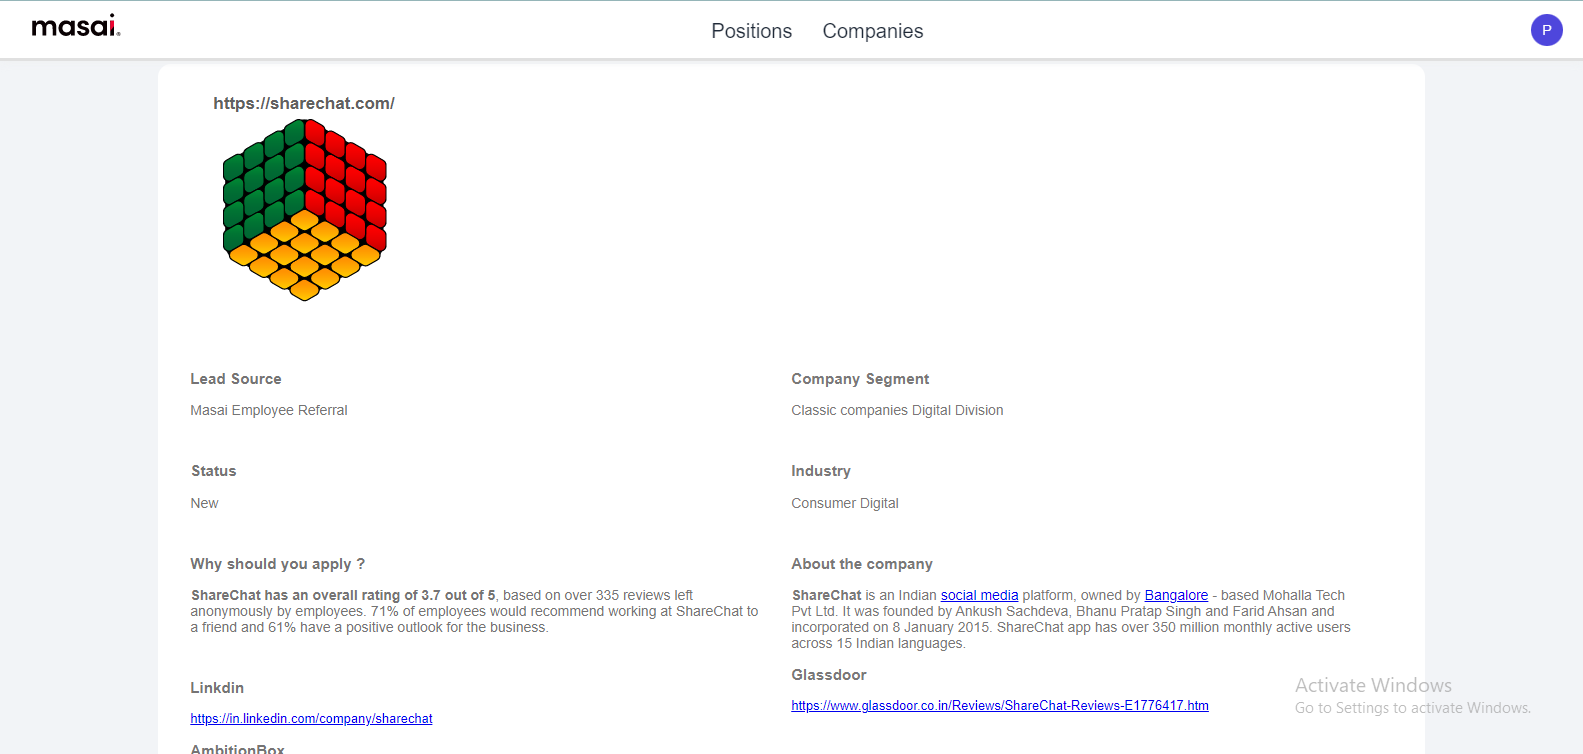 masai.
Positions Companies
P
https://sharechat.com/
Lead Source
Masai Employee Referral
Company Segment
Classic companies Digital Division
Status
New
Industry
Consumer Digital
Why should you apply ?
ShareChat has an overall rating of 3.7 out of 5, based on over 335 reviews left
anonymously by employees. 71% of employees would recommend working at ShareChat to
a friend and 61% have a positive outlook for the business.
About the company
ShareChat is an Indian social media platform, owned by Bangalore - based Mohalla Tech
Pvt Ltd. It was founded by Ankush Sachdeva, Bhanu Pratap Singh and Farid Ahsan and
incorporated on 8 January 2015. ShareChat app has over 350 million monthly active users
across 15 Indian languages.
Linkdin
https://in.linkedin.com/company/sharechat
Glassdoor
https://www.glassdoor.co.in/Reviews/ShareChat-Reviews-E1776417.htm
AmbitionBox
Activate Windows
Go to Settings to activate Windows.